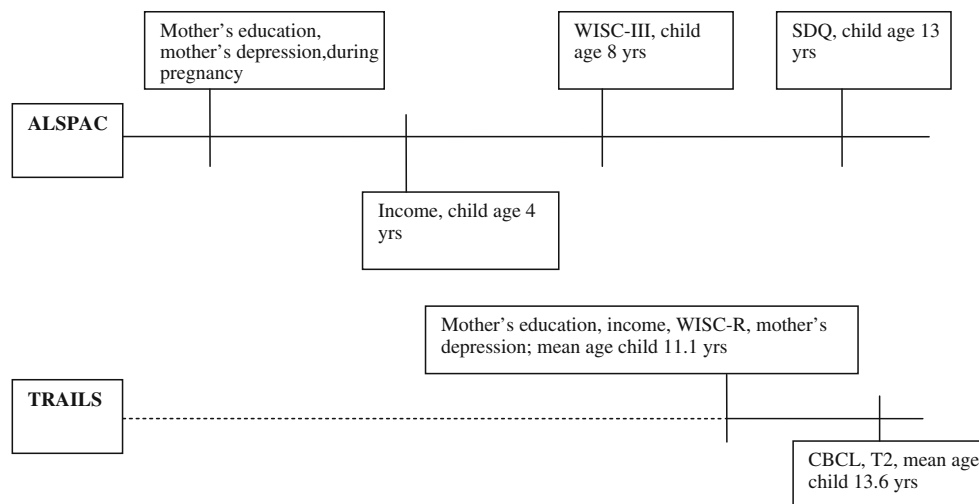 Mother's education,
mother's depression,during
pregnancy
WISC-III, child
age 8 yrs
SDQ, child age 13
yrs
ALSPAC
Income, child age 4
yrs
Mother's education, income, WISC-R, mother's
depression; mean age child 11.1 yrs
TRAILS
CBCL, T2, mean age
child 13.6 yrs